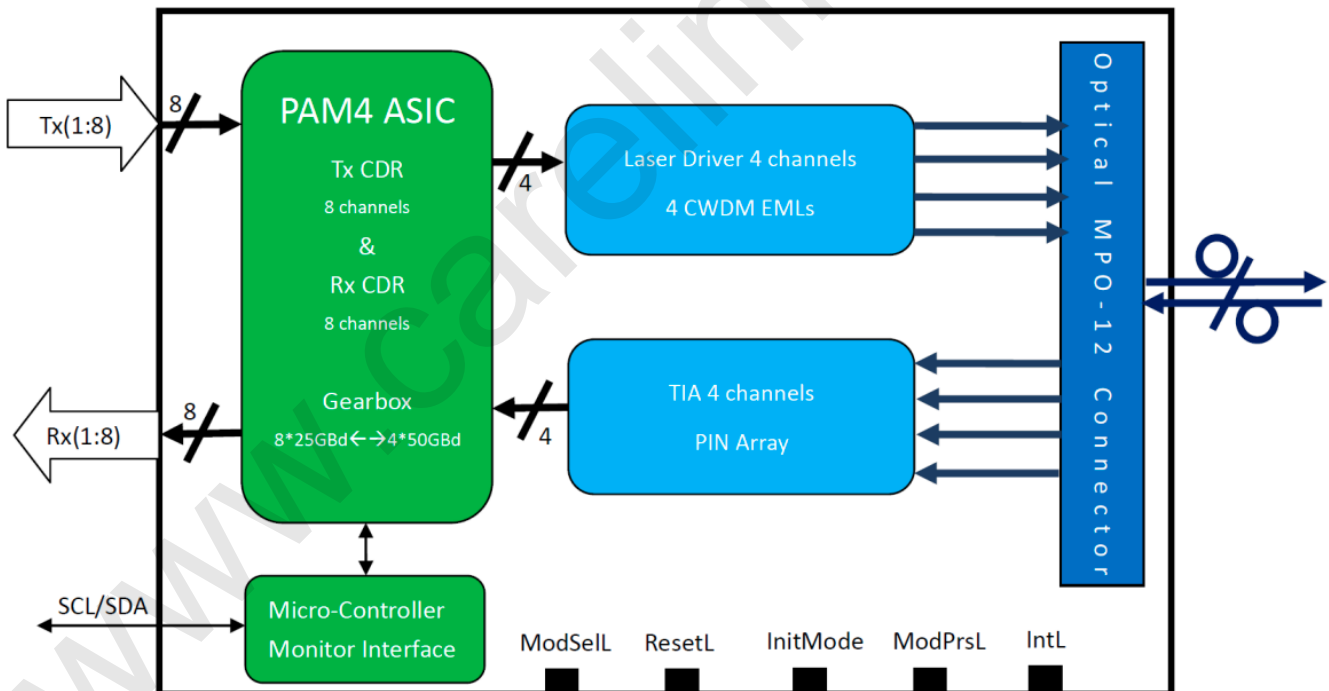 Tx(1:8)
8
PAM4 ASIC
Tx CDR
8 channels
&
Rx CDR
8 channels
Gearbox
8*25GBd←→4*50GBd
4
Laser Driver 4 channels
4 CWDM EMLs
Optical MPO-12 Connector
Rx(1:8)
8
4
TIA 4 channels
PIN Array
SCL/SDA
Micro-Controller
Monitor Interface
ModSelL
ResetL
InitMode
ModPrsL
IntL